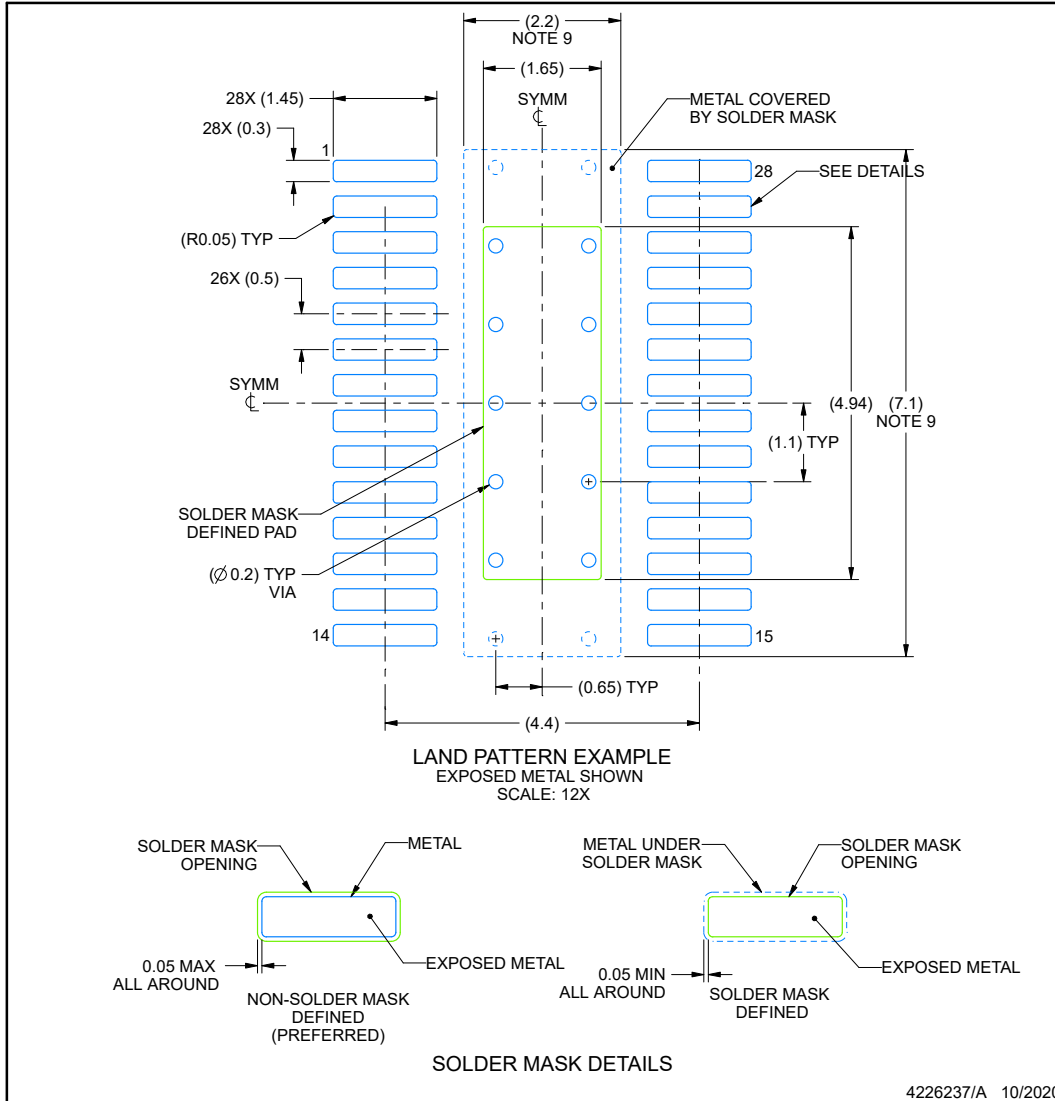 (2.2)
NOTE 9
(1.65)
SYMM
℄
METAL COVERED
BY SOLDER MASK
28X (1.45)
28X (0.3)
1
28
SEE DETAILS
(R0.05) TYP
26X (0.5)
SYMM
℄
(4.94)
(7.1)
NOTE 9
(1.1) TYP
SOLDER MASK
DEFINED PAD
(Ø 0.2) TYP
VIA
14
15
(0.65) TYP
(4.4)
LAND PATTERN EXAMPLE
EXPOSED METAL SHOWN
SCALE: 12X
SOLDER MASK
OPENING
METAL
EXPOSED METAL
0.05 MAX
ALL AROUND
NON-SOLDER MASK
DEFINED
(PREFERRED)
METAL UNDER
SOLDER MASK
SOLDER MASK
OPENING
EXPOSED METAL
0.05 MIN
ALL AROUND
SOLDER MASK
DEFINED
SOLDER MASK DETAILS
4226237/A 10/2020